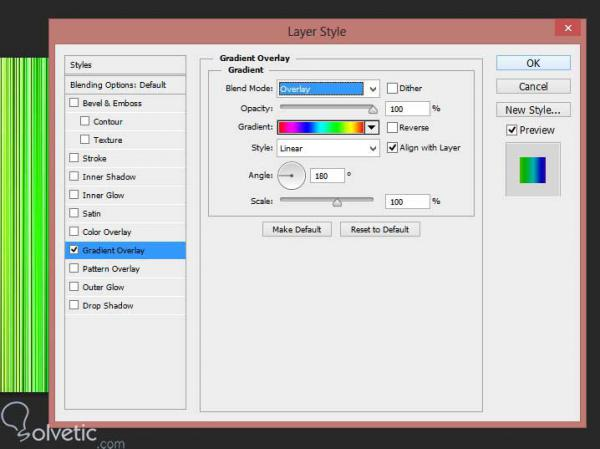 Layer Style
Styles
Blending Options: Default
Bevel & Emboss
Contour
Texture
Stroke
Inner Shadow
Inner Glow
Satin
Color Overlay
Gradient Overlay
Pattern Overlay
Outer Glow
Drop Shadow
Gradient Overlay
Gradient
Blend Mode: Overlay Dither
Opacity: 100 %
Gradient: Reverse
Style: Linear Align with Layer
Angle: 180 °
Scale: 100 %
Make Default Reset to Default
OK
Cancel
New Style...
Preview
Solvetic
.com